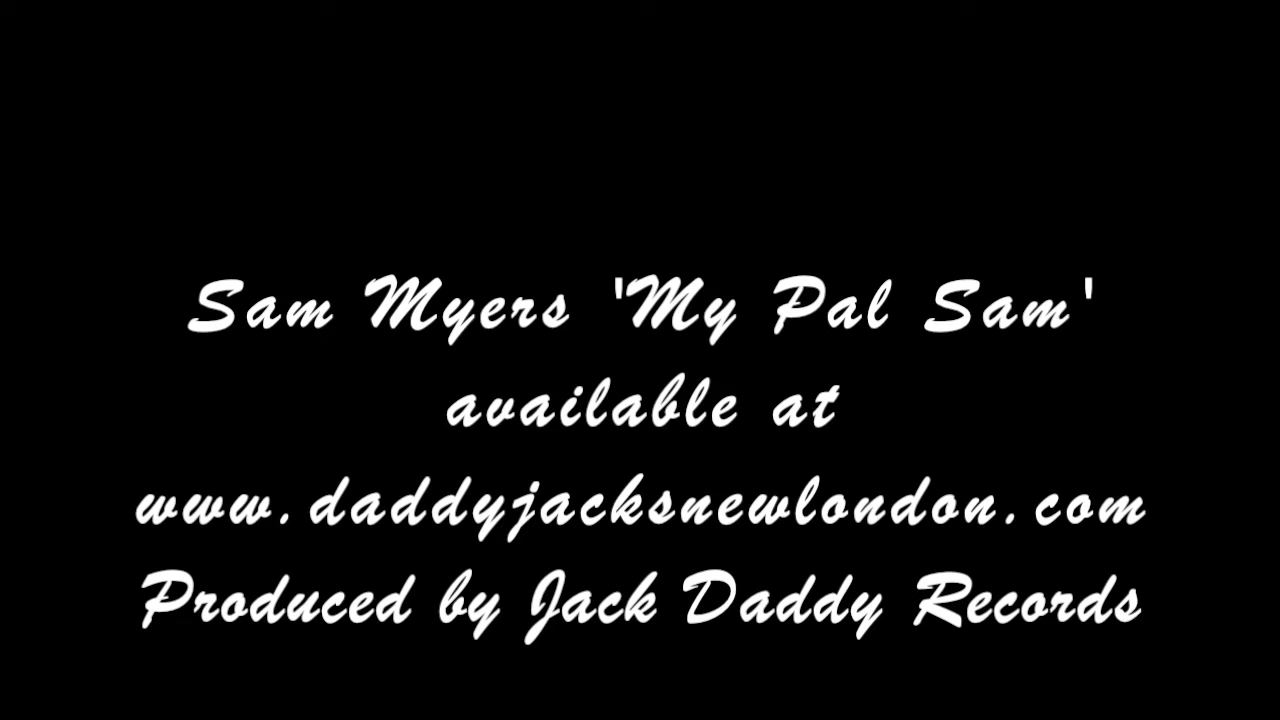 Sam Myers 'My Pal Sam'
available at
www.daddyjacksnewlondon.com
Produced by Jack Daddy Records